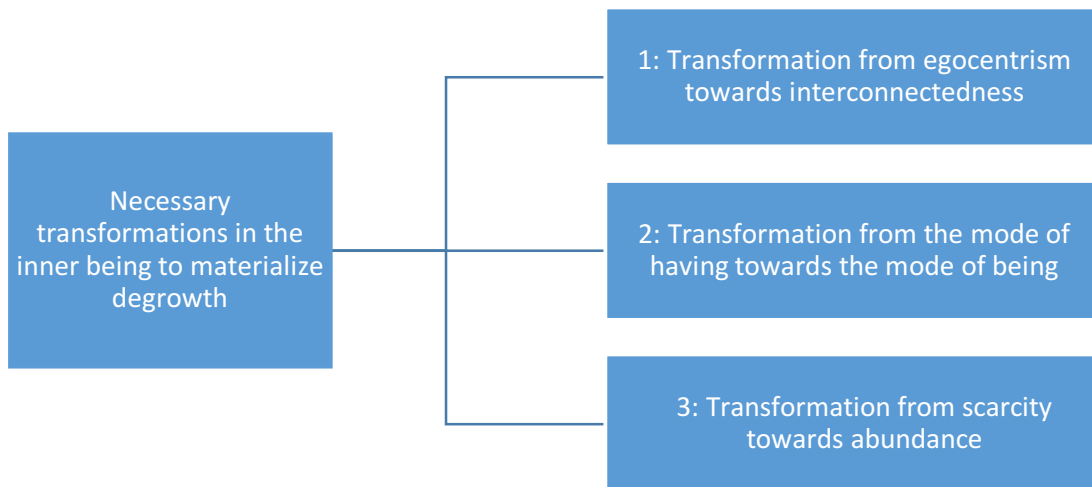 Necessary
transformations in the
inner being to materialize
degrowth
1: Transformation from egocentrism
towards interconnectedness
2: Transformation from the mode of
having towards the mode of being
3: Transformation from scarcity
towards abundance